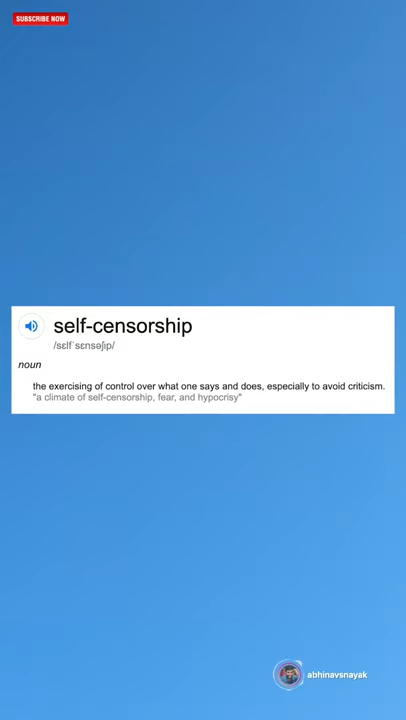 SUBSCRIBE NOW
self-censorship
/sɛlfˈsɛnsəʃɪp/
noun
the exercising of control over what one says and does, especially to avoid criticism.
"a climate of self-censorship, fear, and hypocrisy"
abhinavsnayak